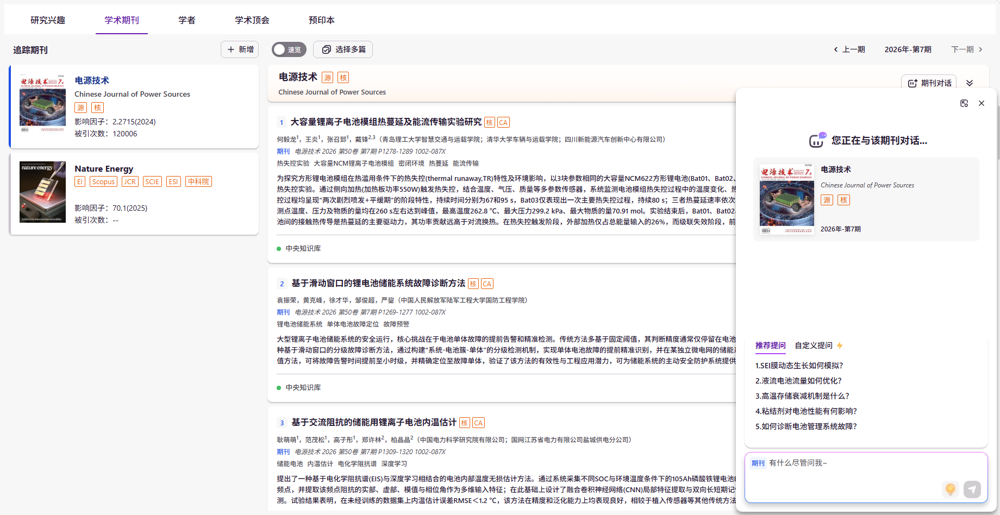 研究兴趣
学术期刊
学者
学术顶会
预印本
追踪期刊
新增
速览
选择多篇
上一期
2026年-第7期
下一期
电源技术
Chinese Journal of Power Sources
源 核
影响因子：2.2715(2024)
被引次数：120006
Nature Energy
EI Scopus JCR SCIE ESI 中科院
影响因子：70.1(2025)
被引次数：--
电源技术 源 核
Chinese Journal of Power Sources
期刊对话
1 大容量锂离子电池模组热蔓延及能流传输实验研究 核 CA
何毅龙1，王炎1，张召郢1，戴锋2,3（青岛理工大学智慧交通与运载学院；清华大学车辆与运载学院；四川新能源汽车创新中心有限公司）
期刊 电源技术 2026 第50卷 第7期 P1278-1289 1002-087X
热失控实验 大容量NCM锂离子电池模组 密闭环境 热蔓延 能流传输
为探究方形锂电池模组在热滥用条件下的热失控(thermal runaway,TR)特性及环境影响，以3块参数相同的大容量NCM622方形锂电池(Bat01、Bat02、
热失控实验。通过侧向加热(加热板功率550W)触发热失控，结合温度、气压、质量等多参数传感器，系统监测电池模组热失控过程中的温度变化、热
控过程均呈现“两次剧烈喷发+平缓期”的阶段特性，持续时间分别为67和95 s，Bat03仅表现出一次主要热失控过程，持续80 s；三者热蔓延速率依次
测点温度、压力及物质的量均在260 s左右达到峰值，最高温度262.8 ℃、最大压力299.2 kPa、最大物质的量70.91 mol。实验结束后，Bat01、Bat02
池间的接触热传导是热蔓延的主要驱动力，其功率贡献远高于对流换热。在热失控触发阶段，外部加热仅占总能量输入的26%，而级联失效阶段，前
中央知识库
2 基于滑动窗口的锂电池储能系统故障诊断方法 核 CA
袁振荣，黄克峰，徐才华，邹俊超，严鋆（中国人民解放军陆军工程大学国防工程学院）
期刊 电源技术 2026 第50卷 第7期 P1269-1277 1002-087X
锂电池储能系统 单体电池故障定位 故障预警
大型锂离子电池储能系统的安全运行，核心挑战在于电池单体故障的提前告警和精准检测。传统方法多基于固定阈值，其判断精度通常仅停留在电池
种基于滑动窗口的分级故障诊断方法，通过构建“系统-电池簇-单体”的分级检测机制，实现单体电池故障的提前精准识别，并在某独立微电网的储能系
值方法，可将故障告警时间提前至小时级，并精确定位至故障单体，验证了该方法的有效性与工程应用潜力，可为储能系统的主动安全防护系统提供
中央知识库
3 基于交流阻抗的储能用锂离子电池内温估计 核 CA
耿萌萌1，范茂松1，高子彤1，郑许林2，柏晶晶2（中国电力科学研究院有限公司；国网江苏省电力有限公司盐城供电分公司）
期刊 电源技术 2026 第50卷 第7期 P1309-1320 1002-087X
储能电池 内温估计 电化学阻抗谱 深度学习
提出了一种基于电化学阻抗谱(EIS)与深度学习相结合的电池内部温度无损估计方法。通过系统采集不同SOC与环境温度条件下的105Ah磷酸铁锂电池
频点，并提取该频点阻抗的实部、虚部、模值与相位角作为多维输入特征；在此基础上设计了融合卷积神经网络(CNN)局部特征提取与双向长短期记
测。试验结果表明，在未经训练的数据集上内温估计误差RMSE＜1.2 ℃，该方法在精度和泛化能力上均表现良好，相较于植入传感器等其他传统方法
您正在与该期刊对话...
电源技术
Chinese Journal of Power Sources
源 核
2026年-第7期
推荐提问 自定义提问
1.SEI膜动态生长如何模拟？
2.液流电池流量如何优化？
3.高温存储衰减机制是什么？
4.粘结剂对电池性能有何影响？
5.如何诊断电池管理系统故障？
期刊 有什么尽管问我~
电源技术 7月
CHINESE JOURNAL OF POWER SOURCES
nature energy
电源技术 7月
CHINESE JOURNAL OF POWER SOURCES